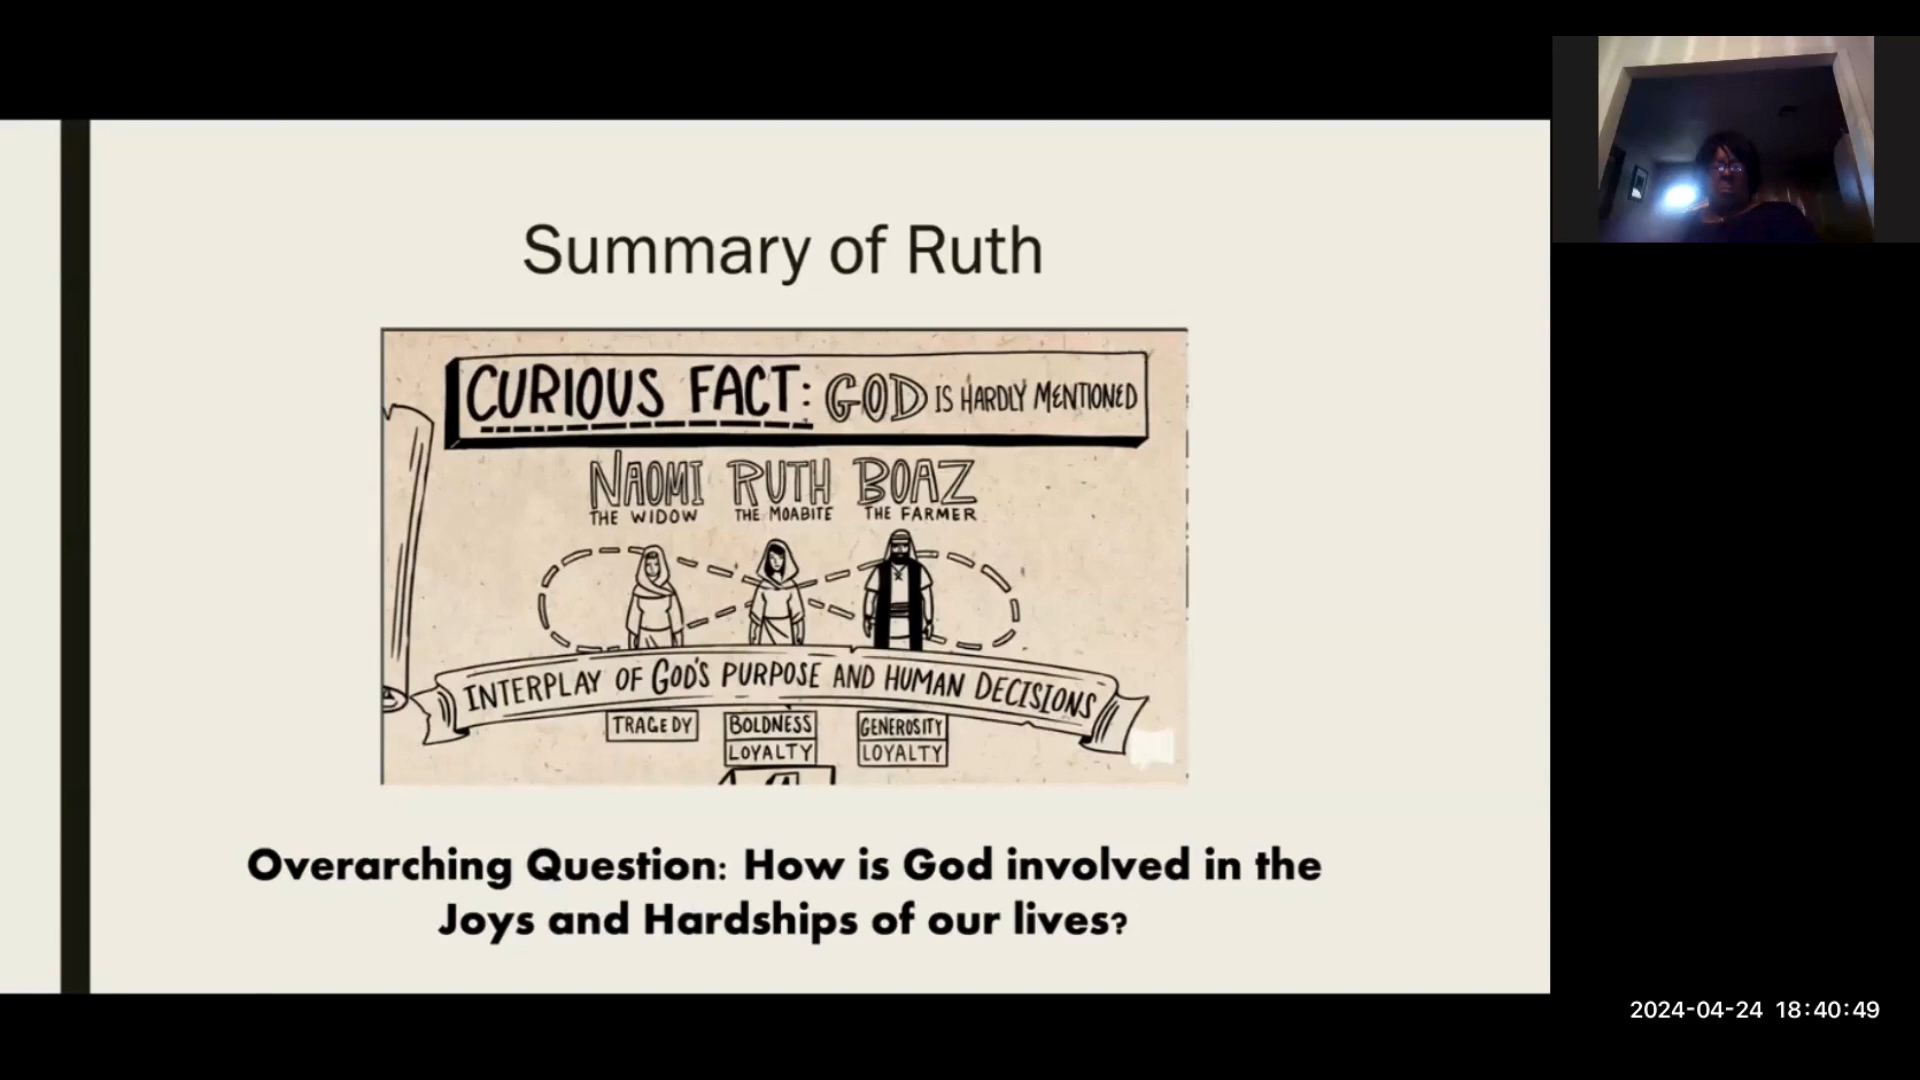 Summary of Ruth
CURIOUS FACT: GOD IS HARDLY MENTIONED
NAOMI RUTH BOAZ
THE WIDOW THE MOABITE THE FARMER
INTERPLAY OF GOD'S PURPOSE AND HUMAN DECISIONS
TRAGEDY BOLDNESS GENEROSITY
LOYALTY LOYALTY
Overarching Question: How is God involved in the
Joys and Hardships of our lives?
2024-04-24 18:40:49